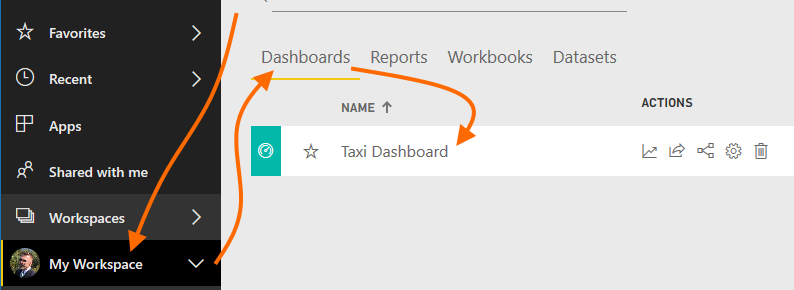 Favorites
Recent
Apps
Shared with me
Workspaces
My Workspace
Dashboards Reports Workbooks Datasets
NAME ACTIONS
Taxi Dashboard